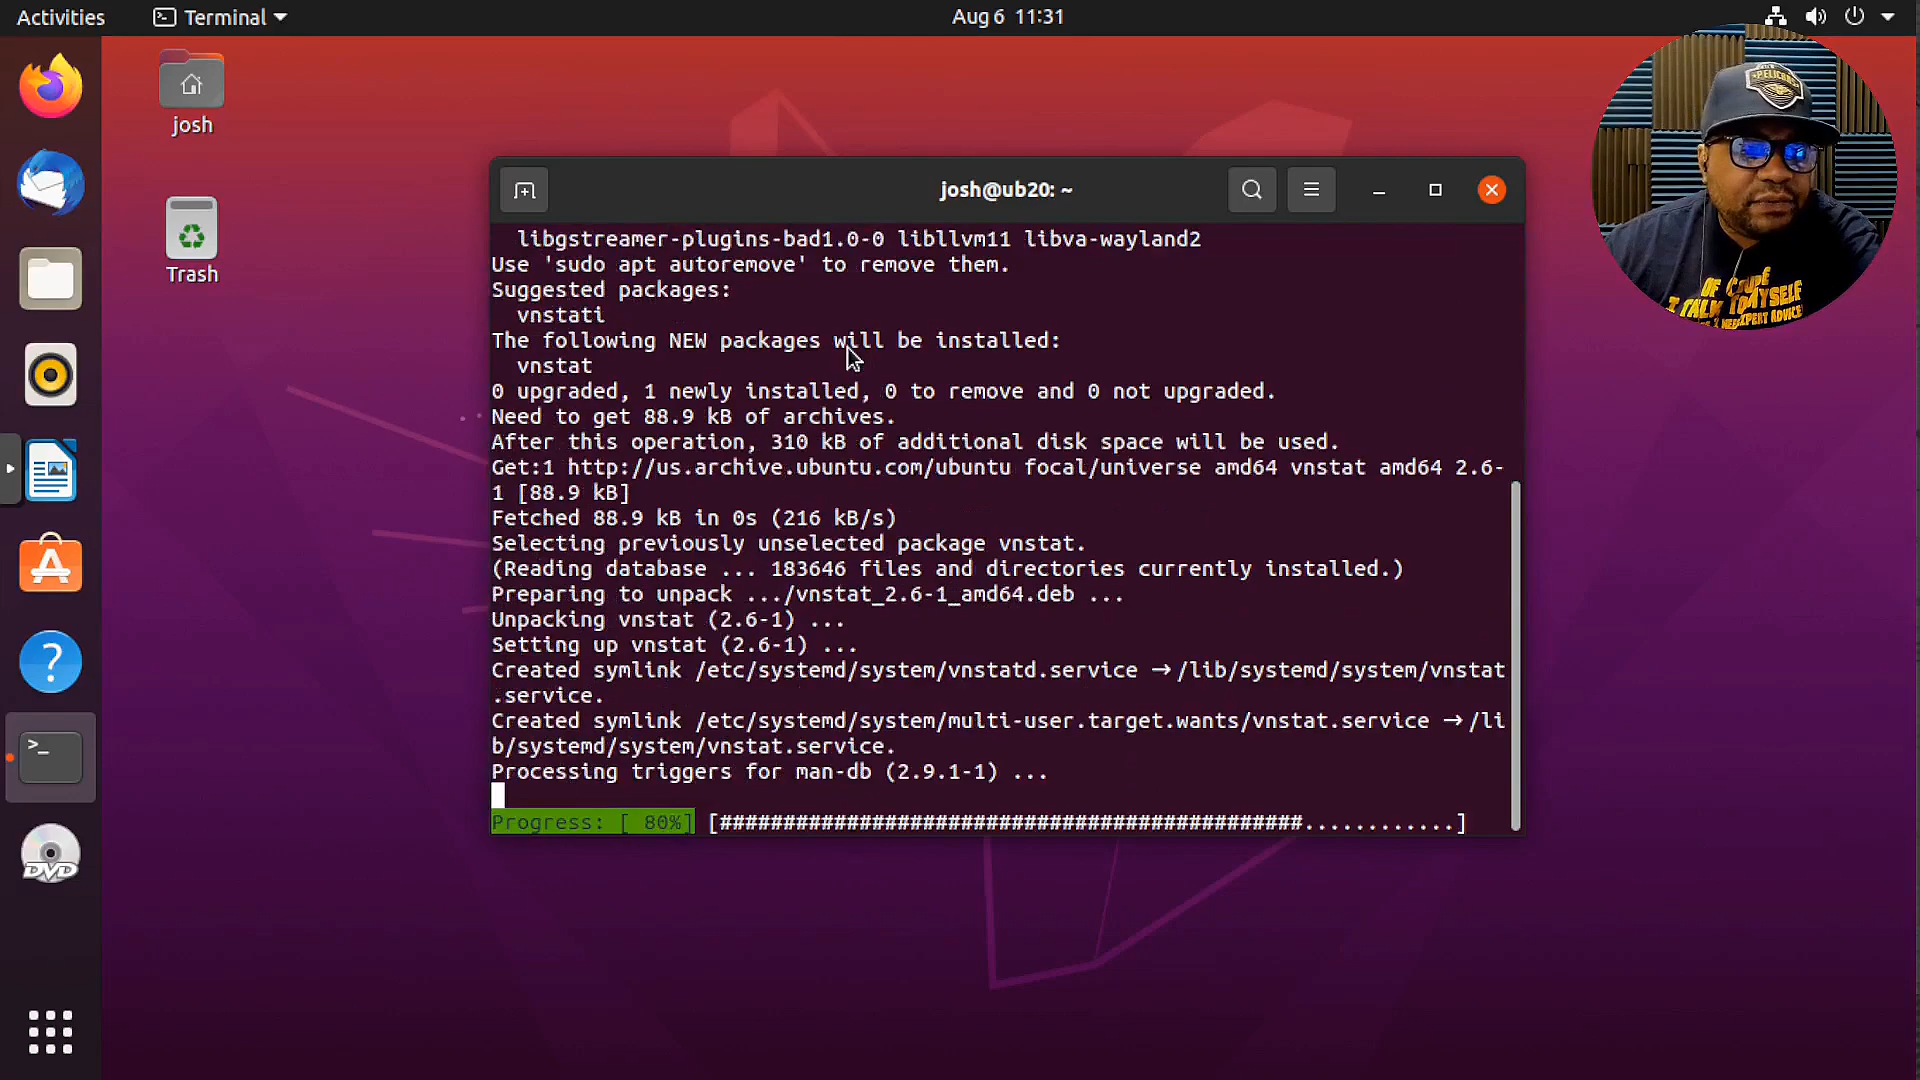 Activities
Terminal
Aug 6 11:31
josh
Trash
josh@ub20: ~
libgstreamer-plugins-bad1.0-0 libllvm11 libva-wayland2
Use 'sudo apt autoremove' to remove them.
Suggested packages:
vnstati
The following NEW packages will be installed:
vnstat
0 upgraded, 1 newly installed, 0 to remove and 0 not upgraded.
Need to get 88.9 kB of archives.
After this operation, 310 kB of additional disk space will be used.
Get:1 http://us.archive.ubuntu.com/ubuntu focal/universe amd64 vnstat amd64 2.6-
1 [88.9 kB]
Fetched 88.9 kB in 0s (216 kB/s)
Selecting previously unselected package vnstat.
(Reading database ... 183646 files and directories currently installed.)
Preparing to unpack .../vnstat_2.6-1_amd64.deb ...
Unpacking vnstat (2.6-1) ...
Setting up vnstat (2.6-1) ...
Created symlink /etc/systemd/system/vnstatd.service → /lib/systemd/system/vnstat
.service.
Created symlink /etc/systemd/system/multi-user.target.wants/vnstat.service → /li
b/systemd/system/vnstat.service.
Processing triggers for man-db (2.9.1-1) ...
Progress: [ 80%] [##############################################............]
DVD
PELICANS
I TALK TO MYSELF
EXPERT ADVICE